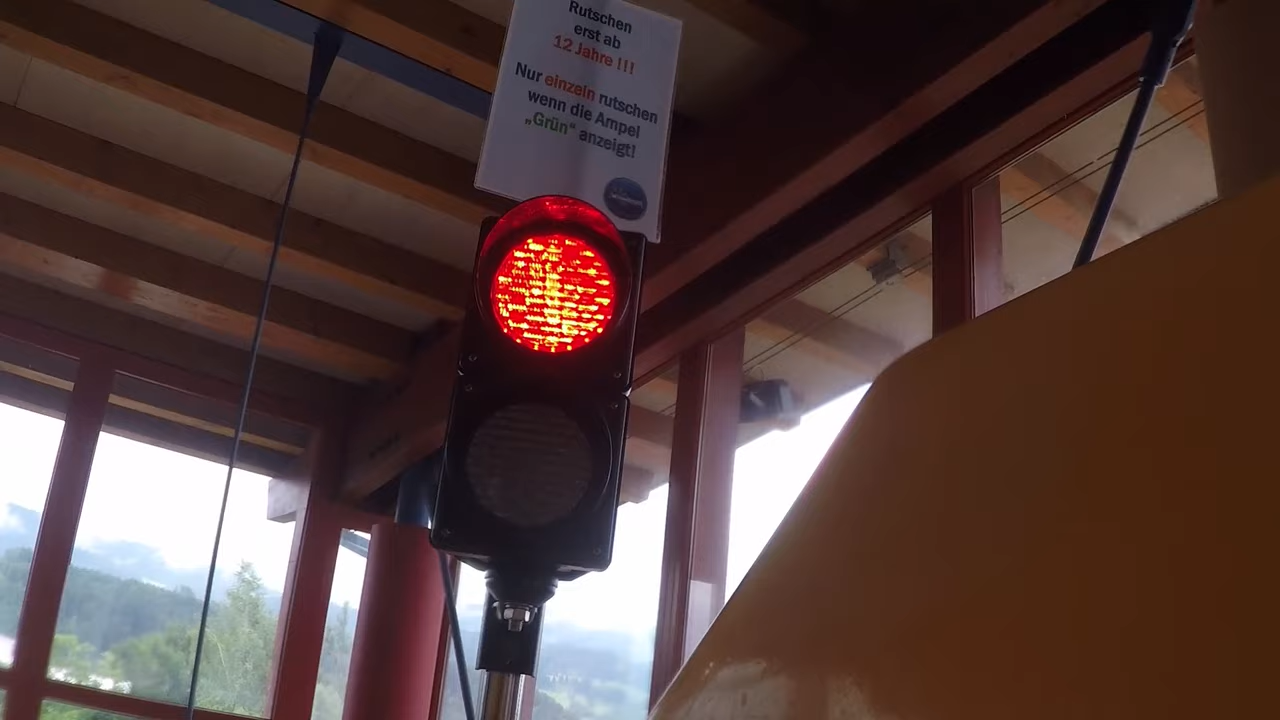 Rutschen
erst ab
12 Jahre !!!
Nur einzeln rutschen
wenn die Ampel
„Grün“ anzeigt!